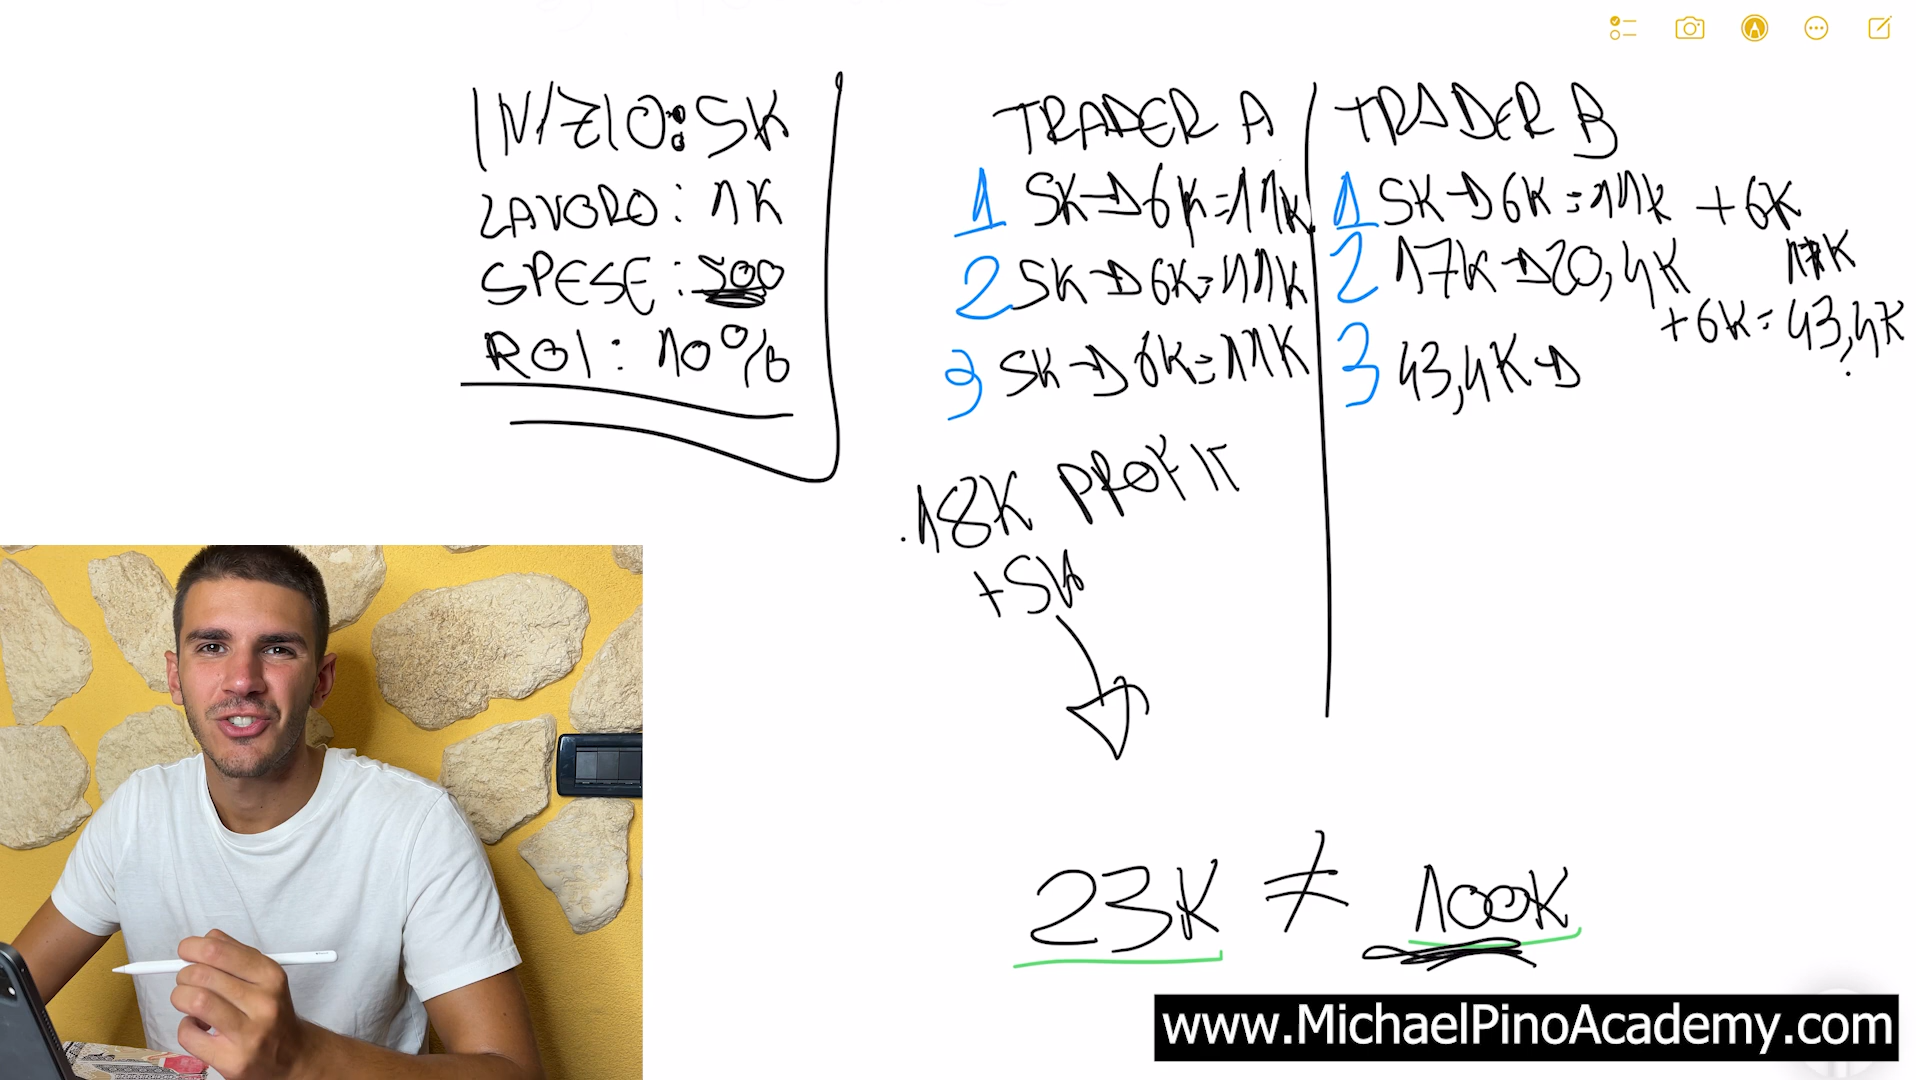 INIZIO: 5K
LAVORO: 1K
SPESE: 500
ROI: 10%
TRADER A
1 5K → 6K = 11K
2 5K → 6K = 11K
3 5K → 6K = 11K
18K PROFIT
+5K
TRADER B
1 5K → 6K = 11K +6K
17K
2 17K → 20,4K
+6K = 43,4K
3 43,4K →
23K ≠ 100K
www.MichaelPinoAcademy.com